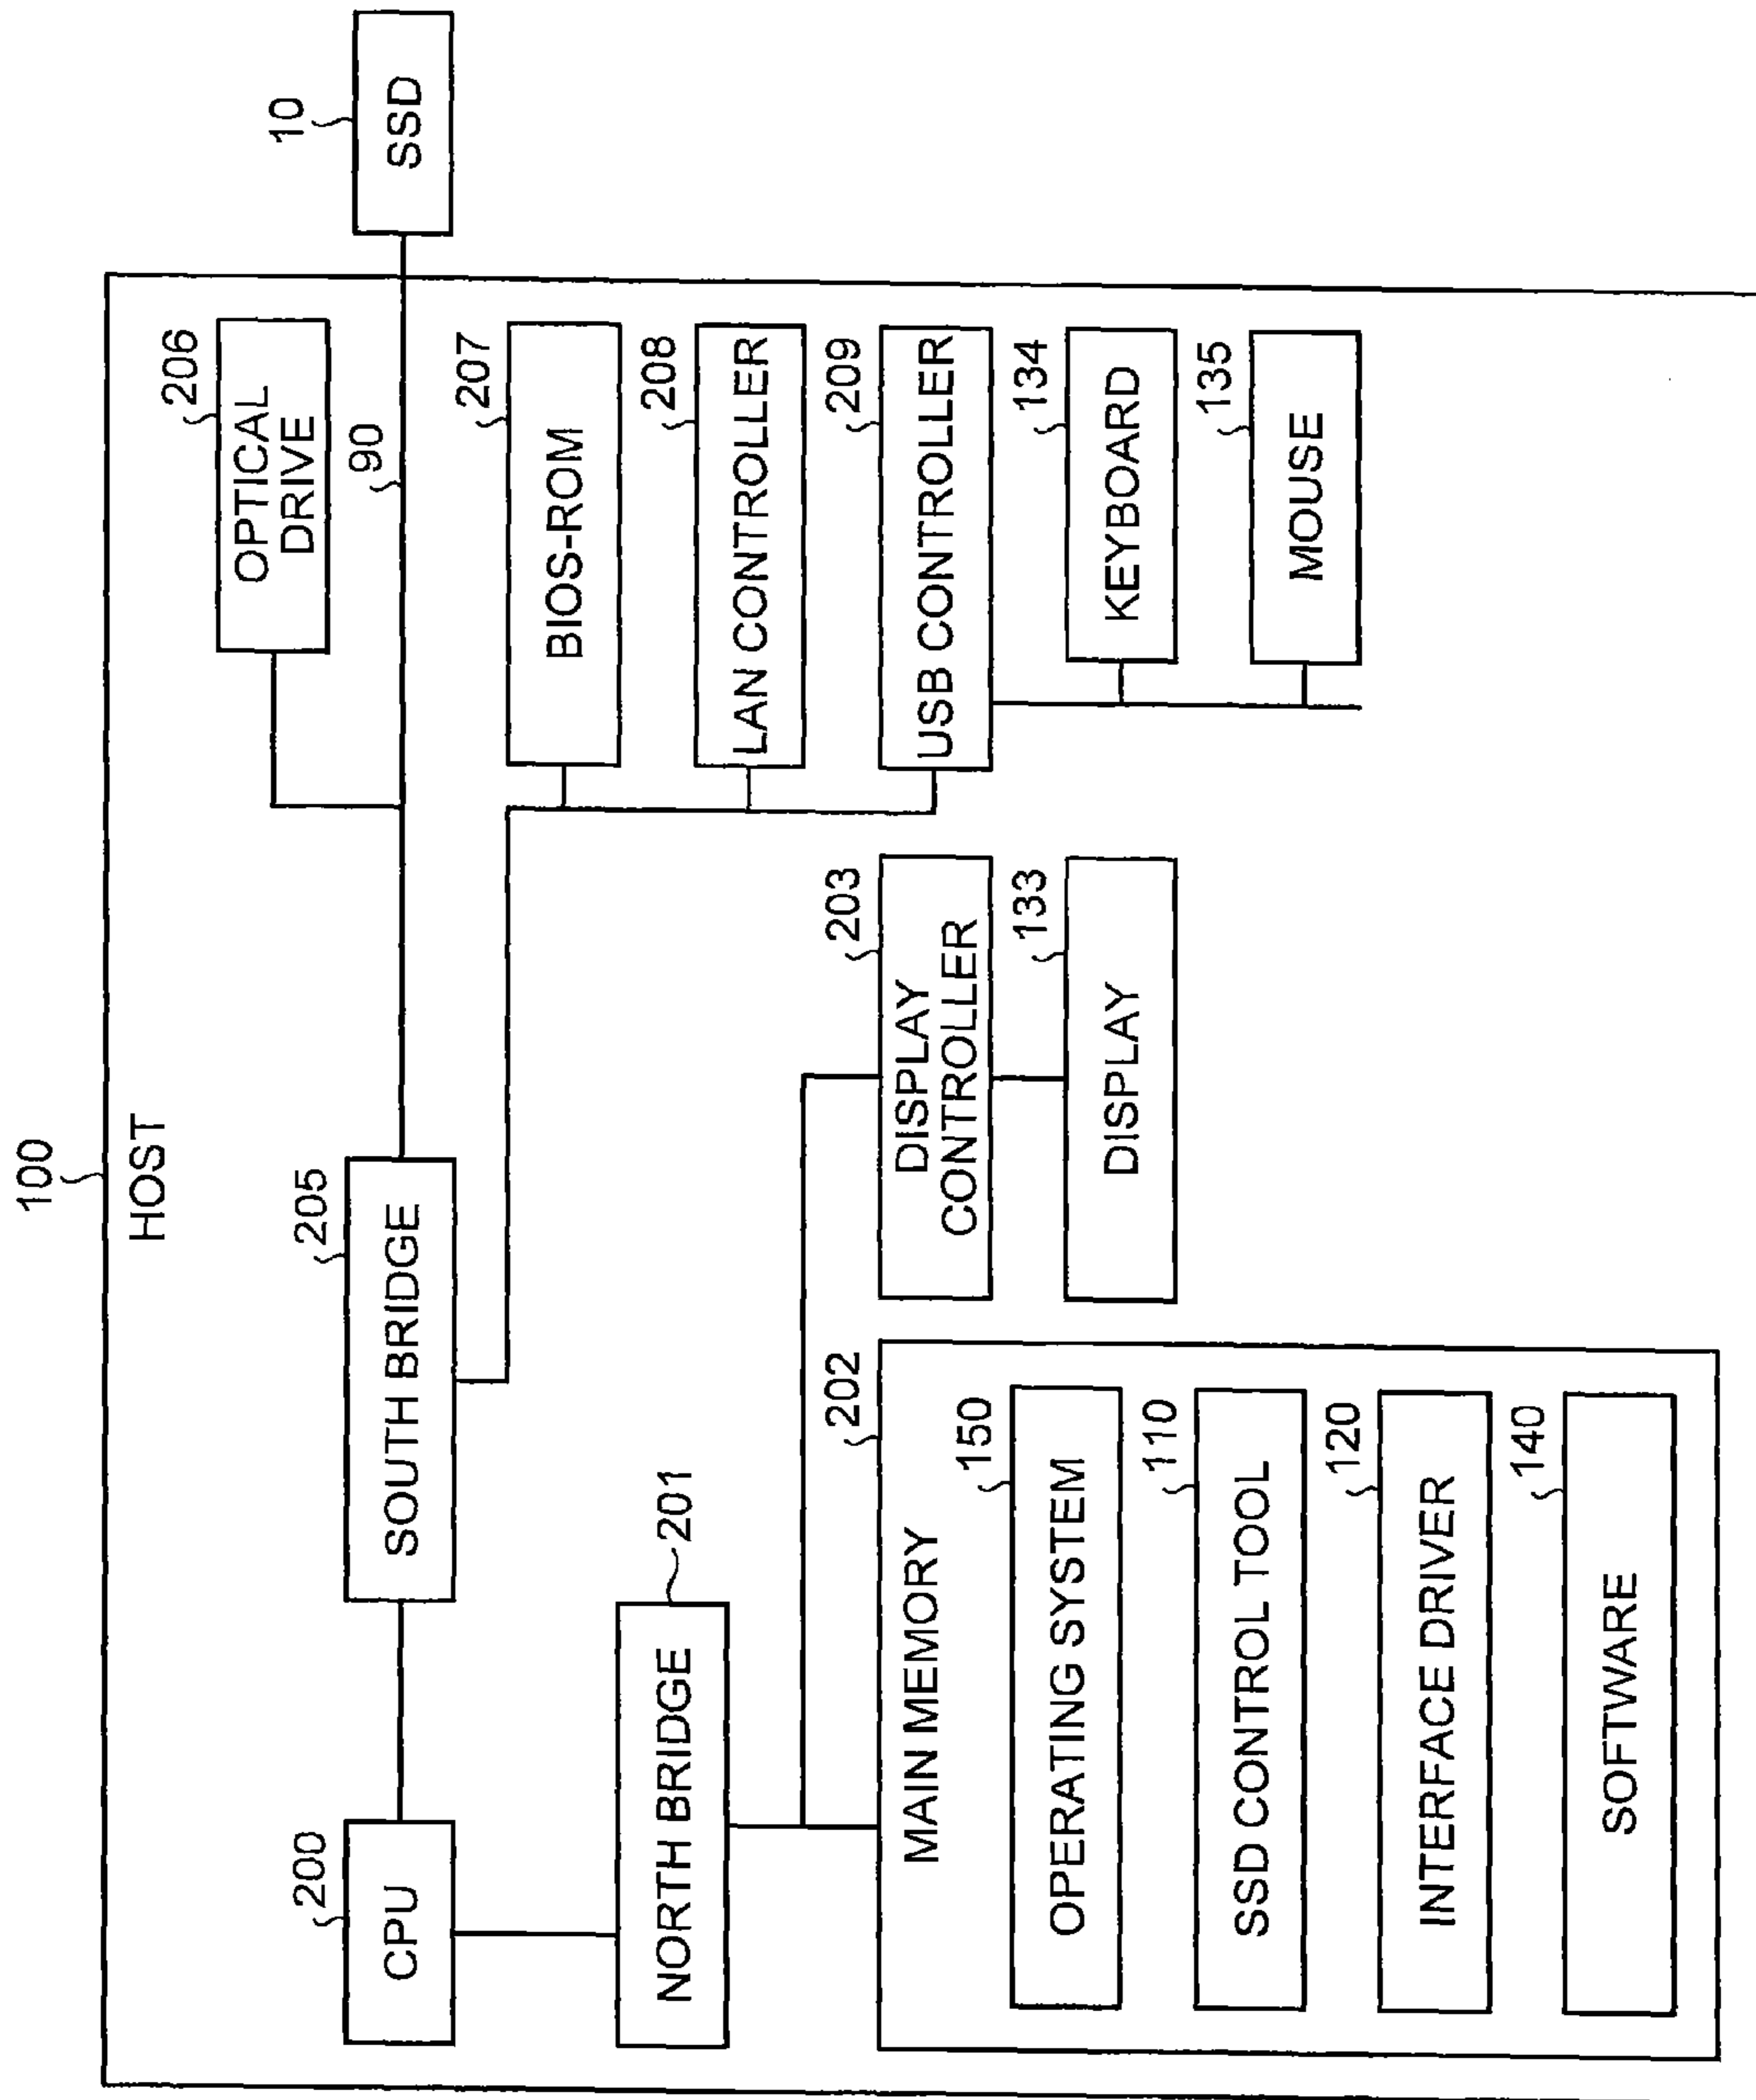 100
HOST
10
SSD
206
OPTICAL
DRIVE
90
200
CPU
205
SOUTH BRIDGE
207
BIOS-ROM
201
NORTH BRIDGE
208
LAN CONTROLLER
202
MAIN MEMORY
203
DISPLAY
CONTROLLER
209
USB CONTROLLER
150
OPERATING SYSTEM
133
DISPLAY
134
KEYBOARD
110
SSD CONTROL TOOL
135
MOUSE
120
INTERFACE DRIVER
140
SOFTWARE